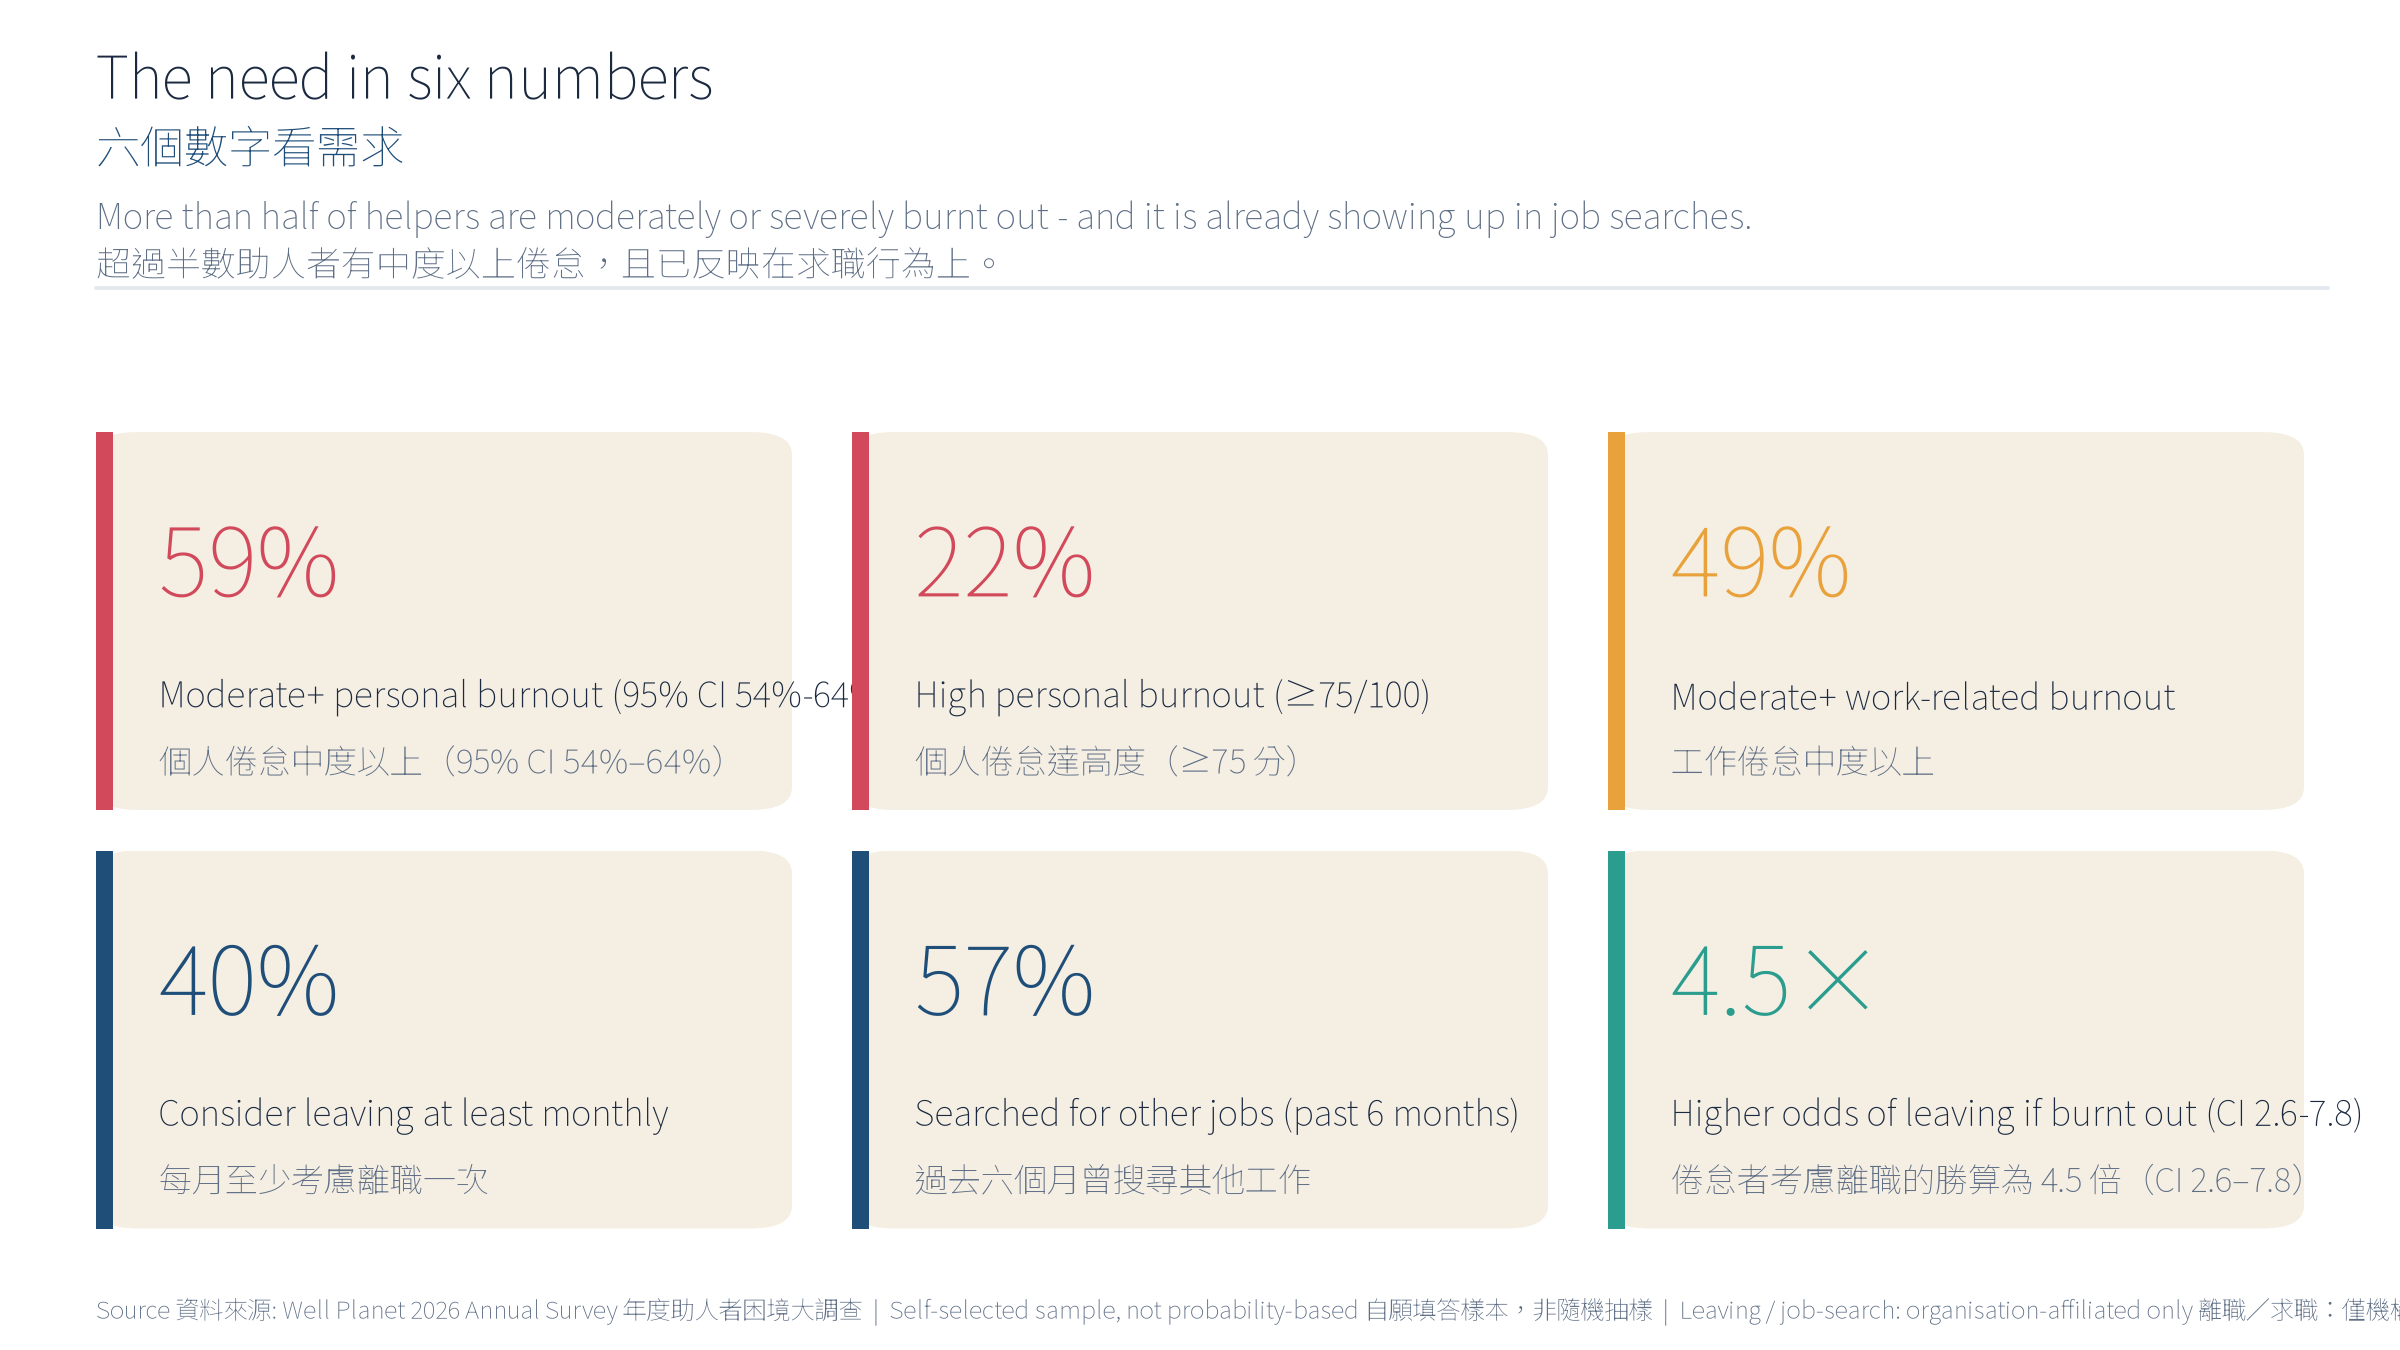 The need in six numbers
六個數字看需求
More than half of helpers are moderately or severely burnt out - and it is already showing up in job searches.
超過半數助人者有中度以上倦怠，且已反映在求職行為上。
59%
Moderate+ personal burnout (95% CI 54%-64
個人倦怠中度以上（95% CI 54%–64%）
22%
High personal burnout (≥75/100)
個人倦怠達高度（≥75 分）
49%
Moderate+ work-related burnout
工作倦怠中度以上
40%
Consider leaving at least monthly
每月至少考慮離職一次
57%
Searched for other jobs (past 6 months)
過去六個月曾搜尋其他工作
4.5×
Higher odds of leaving if burnt out (CI 2.6-7.8)
倦怠者考慮離職的勝算為 4.5 倍（CI 2.6–7.8）
Source 資料來源: Well Planet 2026 Annual Survey 年度助人者困境大調查 | Self-selected sample, not probability-based 自願填答樣本，非隨機抽樣 | Leaving / job-search: organisation-affiliated only 離職／求職：僅機